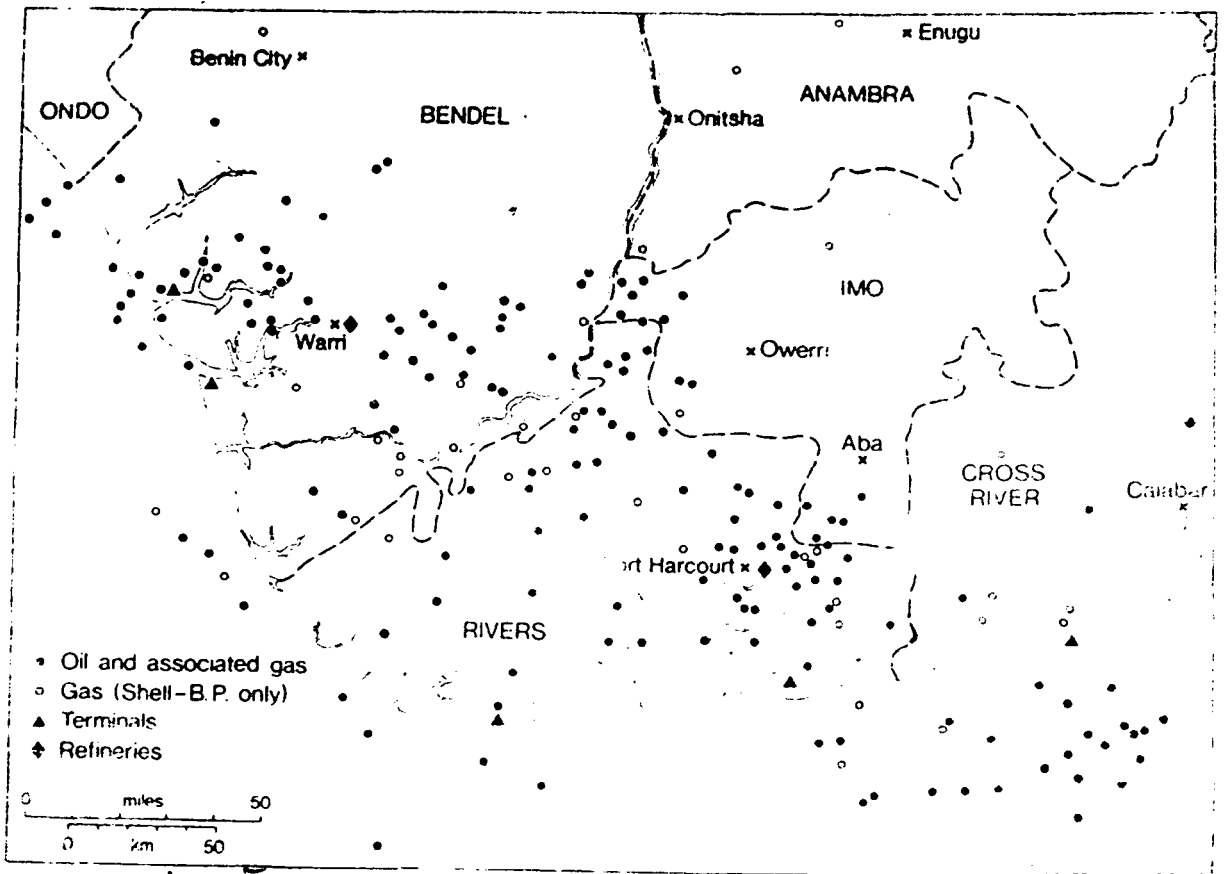 Enugu
Benin City
ONDO
BENDEL
ANAMBRA
Onitsha
IMO
Warri
Owerri
Aba
CROSS
RIVER
Calabar
ort Harcourt
RIVERS
Oil and associated gas
Gas (Shell-B.P. only)
Terminals
Refineries
0 miles 50
0 km 50